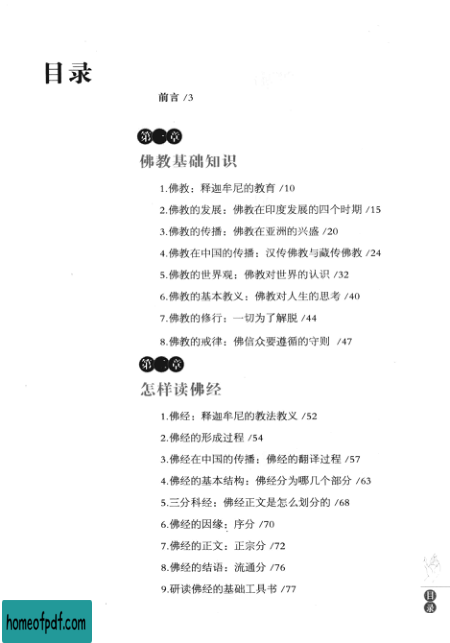 目录
前言 /3
第一章
佛教基础知识
1.佛教：释迦牟尼的教育 /10
2.佛教的发展：佛教在印度发展的四个时期 /15
3.佛教的传播：佛教在亚洲的兴盛 /20
4.佛教在中国的传播：汉传佛教与藏传佛教 /24
5.佛教的世界观：佛教对世界的认识 /32
6.佛教的基本教义：佛教对人生的思考 /40
7.佛教的修行：一切为了解脱 /44
8.佛教的戒律：佛信众要遵循的守则 /47
第二章
怎样读佛经
1.佛经：释迦牟尼的教法教义 /52
2.佛经的形成过程 /54
3.佛经在中国的传播：佛经的翻译过程 /57
4.佛经的基本结构：佛经分为哪几个部分 /63
5.三分科经：佛经正文是怎么划分的 /68
6.佛经的因缘：序分 /70
7.佛经的正文：正宗分 /72
8.佛经的结语：流通分 /76
9.研读佛经的基础工具书 /77
目录
homeofpdf.com